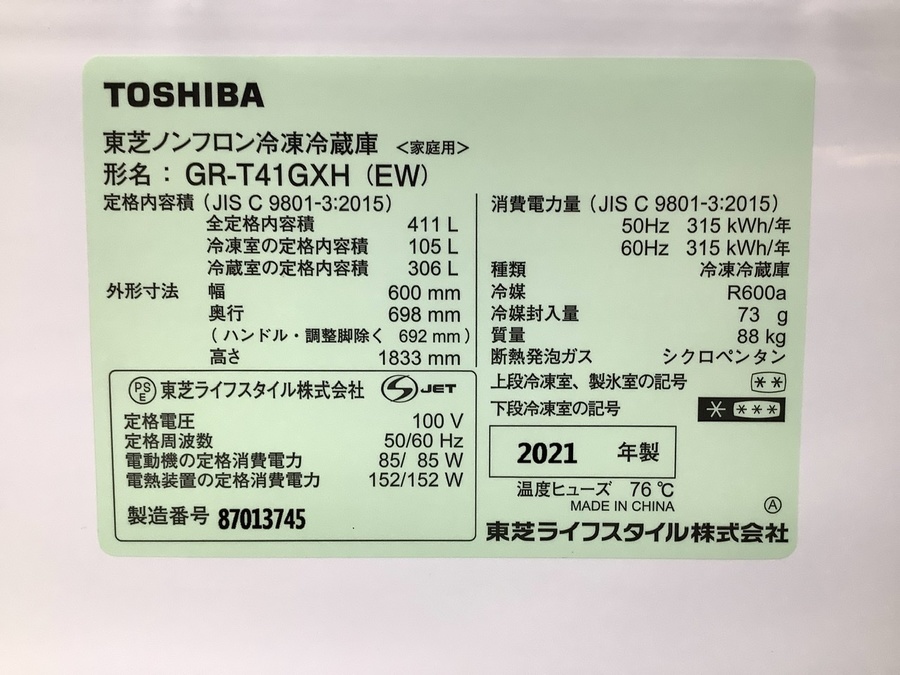 TOSHIBA
東芝ノンフロン冷凍冷蔵庫 <家庭用>
形名: GR-T41GXH (EW)
定格内容積 (JIS C 9801-3:2015)
全定格内容積 411 L
冷凍室の定格内容積 105 L
冷蔵室の定格内容積 306 L
外形寸法 幅 600 mm
奥行 698 mm
(ハンドル・調整脚除く 692 mm)
高さ 1833 mm
PSE 東芝ライフスタイル株式会社 S JET
定格電圧 100 V
定格周波数 50/60 Hz
電動機の定格消費電力 85/ 85 W
電熱装置の定格消費電力 152/152 W
製造番号 87013745
消費電力量 (JIS C 9801-3:2015)
50Hz 315 kWh/年
60Hz 315 kWh/年
種類 冷凍冷蔵庫
冷媒 R600a
冷媒封入量 73 g
質量 88 kg
断熱発泡ガス シクロペンタン
上段冷凍室、製氷室の記号 **
下段冷凍室の記号 * ***
2021 年製
温度ヒューズ 76 ℃
MADE IN CHINA Ⓐ
東芝ライフスタイル株式会社